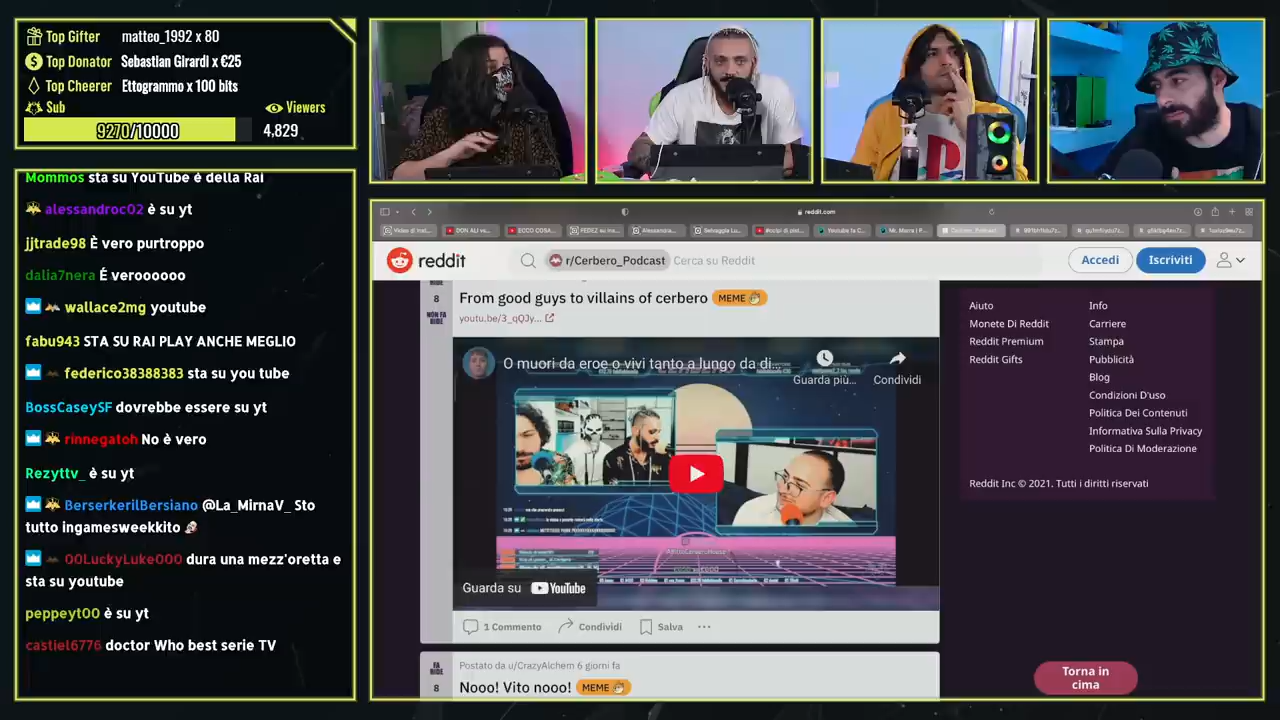 Top Gifter matteo_1992 x 80
Top Donator Sebastian Girardi x €25
Top Cheerer Ettogrammo x 100 bits
Sub Viewers
9270/10000 4,829
Mommos sta su YouTube é della Rai
alessandroc02 è su yt
jjtrade98 È vero purtroppo
dalia7nera É veroooooo
wallace2mg youtube
fabu943 STA SU RAI PLAY ANCHE MEGLIO
federico38388383 sta su you tube
BossCaseySF dovrebbe essere su yt
rinnegatoh No è vero
Rezyttv_ è su yt
BerserkerilBersiano @La_MirnaV_ Sto
tutto ingamesweekkito
00LuckyLuke000 dura una mezz'oretta e
sta su youtube
peppeyt00 è su yt
castiel6776 doctor Who best serie TV
reddit.com
reddit
r/Cerbero_Podcast Cerca su Reddit
Accedi
Iscriviti
8
NON FA
RIDE
From good guys to villains of cerbero MEME
youtu.be/3_qQJy...
O muori da eroe o vivi tanto a lungo da di...
Guarda più...
Condividi
Guarda su YouTube
1 Commento
Condividi
Salva
FA
RIDE
8
Postato da u/CrazyAlchem 6 giorni fa
Nooo! Vito nooo! MEME
Aiuto
Monete Di Reddit
Reddit Premium
Reddit Gifts
Info
Carriere
Stampa
Pubblicità
Blog
Condizioni D'uso
Politica Dei Contenuti
Informativa Sulla Privacy
Politica Di Moderazione
Reddit Inc © 2021. Tutti i diritti riservati
Torna in
cima